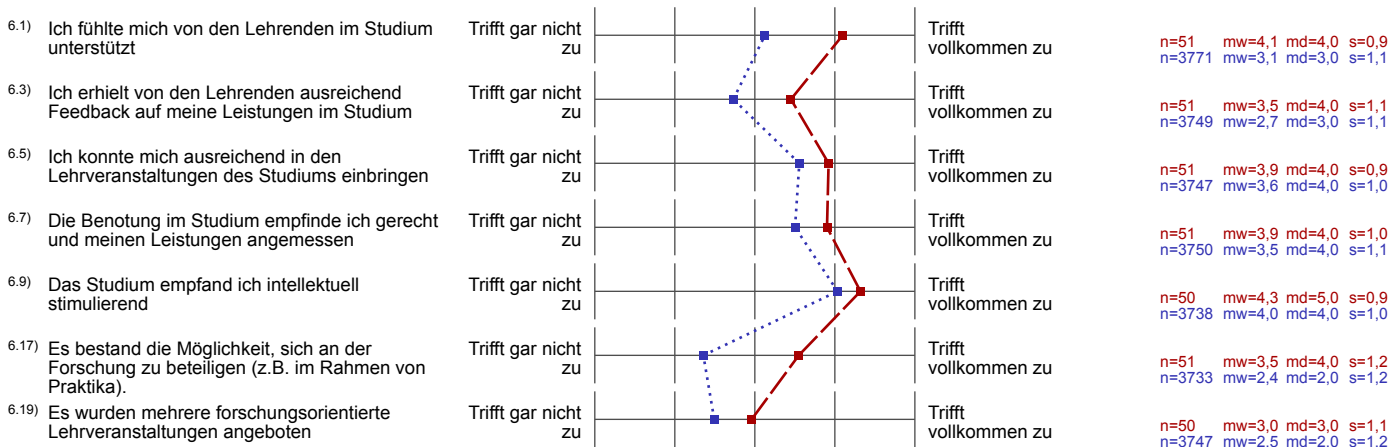 6.1) Ich fühlte mich von den Lehrenden im Studium unterstützt
Trifft gar nicht zu
Trifft vollkommen zu
n=51 mw=4,1 md=4,0 s=0,9
n=3771 mw=3,1 md=3,0 s=1,1
6.3) Ich erhielt von den Lehrenden ausreichend Feedback auf meine Leistungen im Studium
Trifft gar nicht zu
Trifft vollkommen zu
n=51 mw=3,5 md=4,0 s=1,1
n=3749 mw=2,7 md=3,0 s=1,1
6.5) Ich konnte mich ausreichend in den Lehrveranstaltungen des Studiums einbringen
Trifft gar nicht zu
Trifft vollkommen zu
n=51 mw=3,9 md=4,0 s=0,9
n=3747 mw=3,6 md=4,0 s=1,0
6.7) Die Benotung im Studium empfinde ich gerecht und meinen Leistungen angemessen
Trifft gar nicht zu
Trifft vollkommen zu
n=51 mw=3,9 md=4,0 s=1,0
n=3750 mw=3,5 md=4,0 s=1,1
6.9) Das Studium empfand ich intellektuell stimulierend
Trifft gar nicht zu
Trifft vollkommen zu
n=50 mw=4,3 md=5,0 s=0,9
n=3738 mw=4,0 md=4,0 s=1,0
6.17) Es bestand die Möglichkeit, sich an der Forschung zu beteiligen (z.B. im Rahmen von Praktika).
Trifft gar nicht zu
Trifft vollkommen zu
n=51 mw=3,5 md=4,0 s=1,2
n=3733 mw=2,4 md=2,0 s=1,2
6.19) Es wurden mehrere forschungsorientierte Lehrveranstaltungen angeboten
Trifft gar nicht zu
Trifft vollkommen zu
n=50 mw=3,0 md=3,0 s=1,1
n=3747 mw=2,5 md=2,0 s=1,2